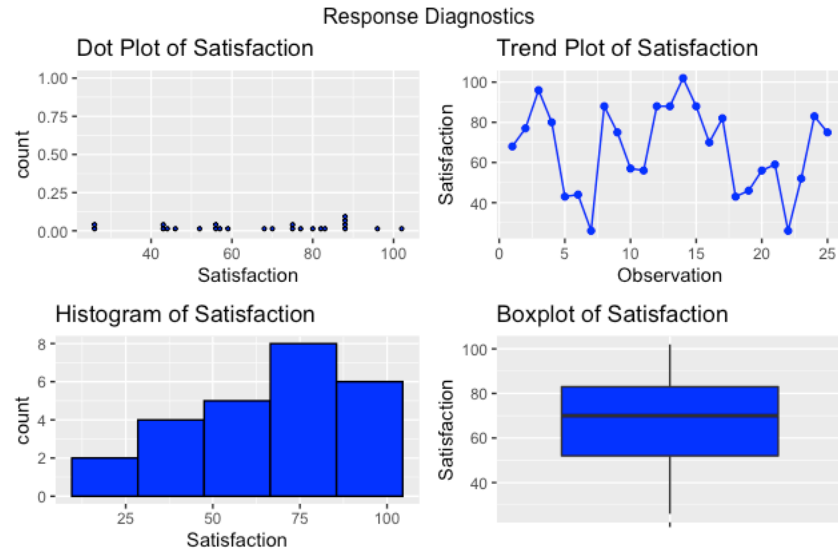 Response Diagnostics
Dot Plot of Satisfaction
1.00
0.75
0.50
0.25
0.00
count
40
60
80
100
Satisfaction
Trend Plot of Satisfaction
100
80
60
40
Satisfaction
0
5
10
15
20
25
Observation
Histogram of Satisfaction
8
6
4
2
0
count
25
50
75
100
Satisfaction
Boxplot of Satisfaction
100
80
60
40
Satisfaction